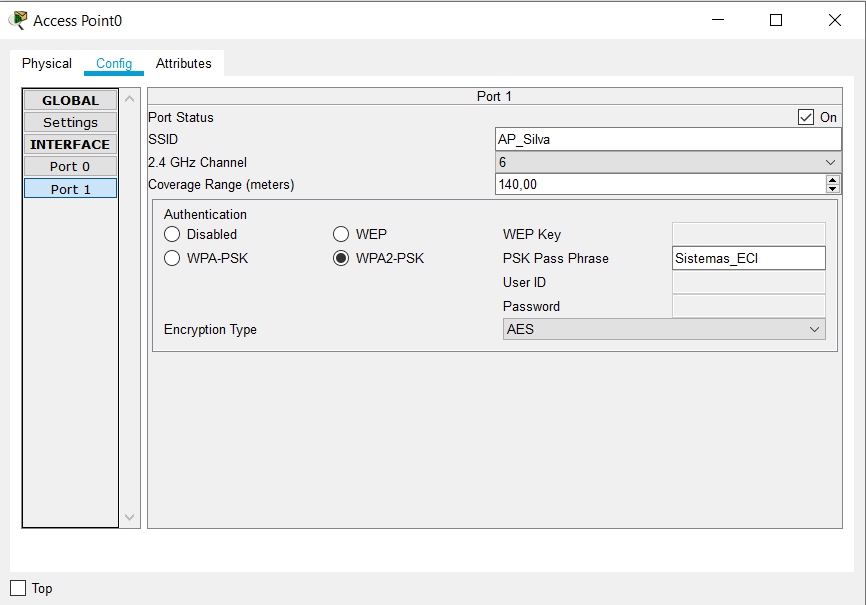 Access Point0
Physical Config Attributes
GLOBAL
Settings
INTERFACE
Port 0
Port 1
Port 1
Port Status On
SSID AP_Silva
2.4 GHz Channel 6
Coverage Range (meters) 140,00
Authentication
Disabled WEP WEP Key
WPA-PSK WPA2-PSK PSK Pass Phrase Sistemas_ECI
User ID
Password
Encryption Type AES
Top